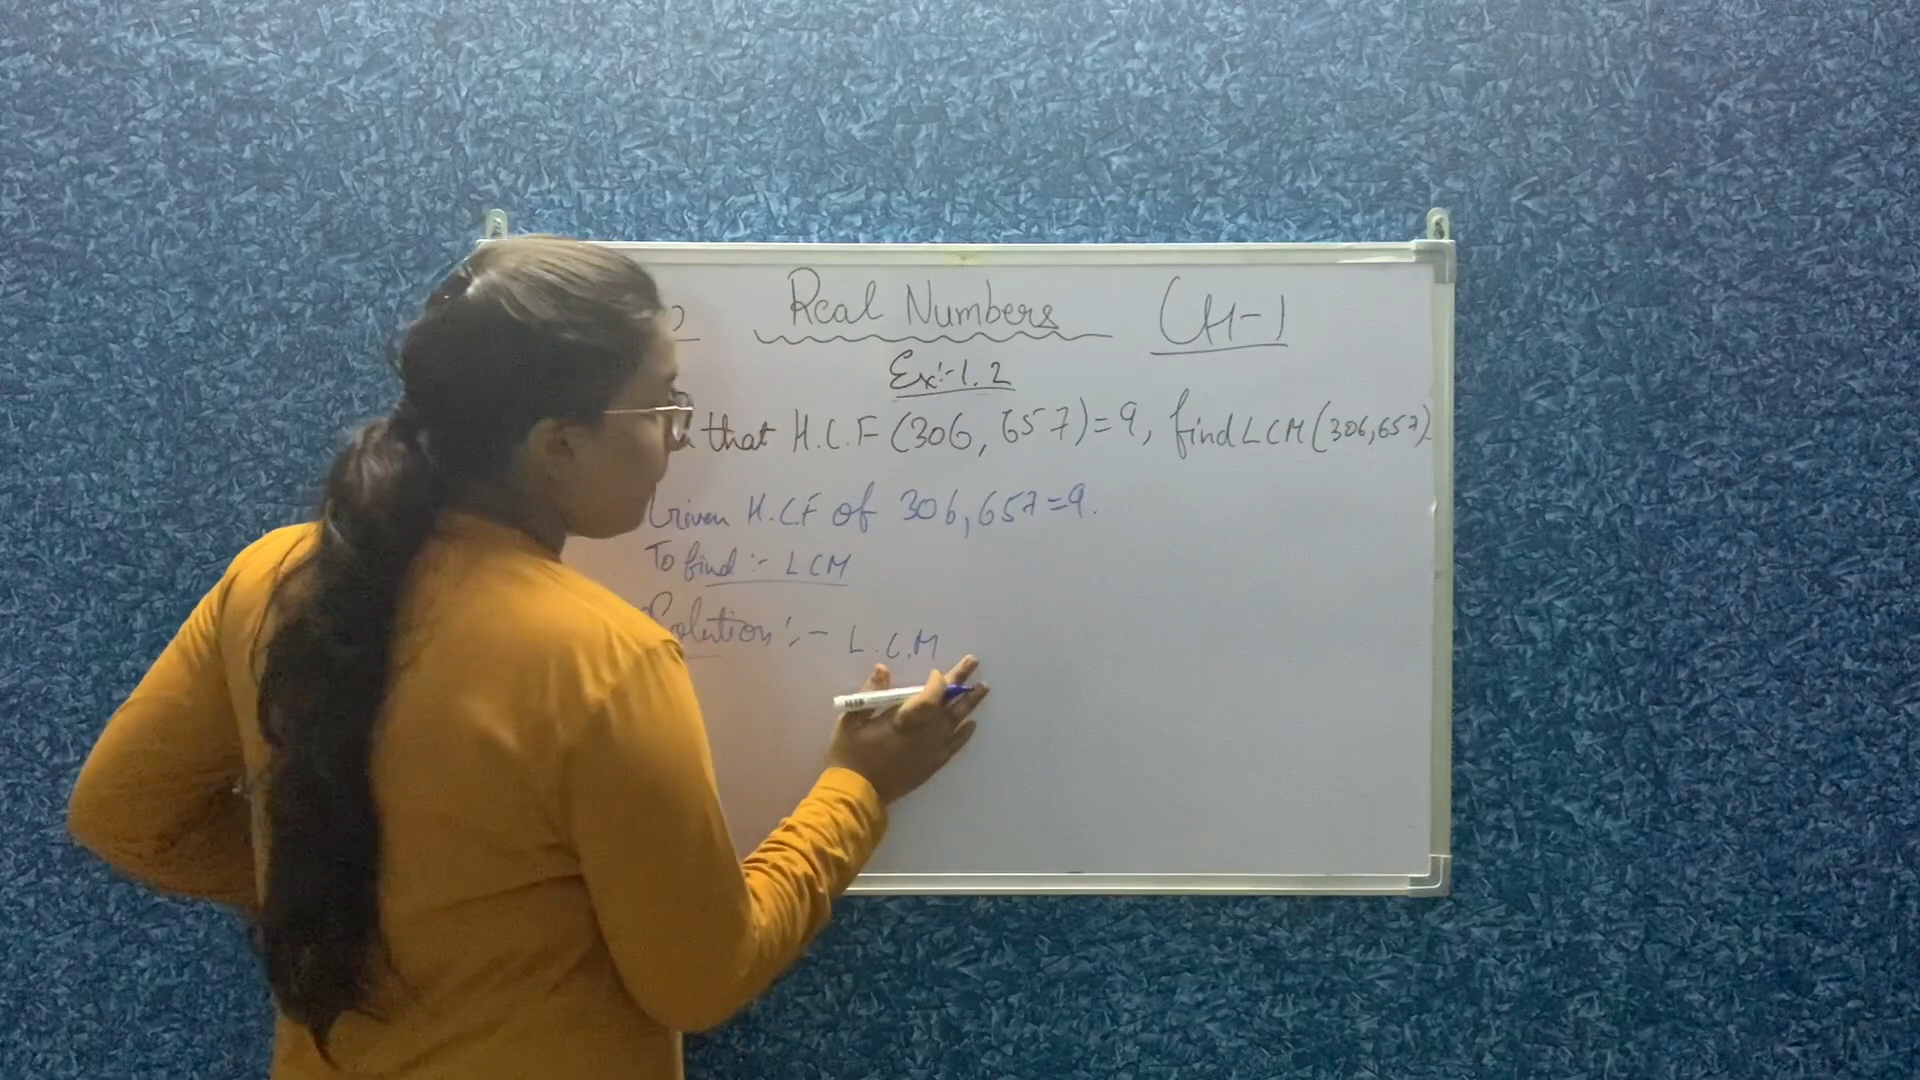 Real Numbers CH-1
Ex:-1.2
that H.C.F (306, 657)=9, find LCM (306,657)
Given H.C.F of 306,657=9.
To find :- LCM
Solution :- L.C.M